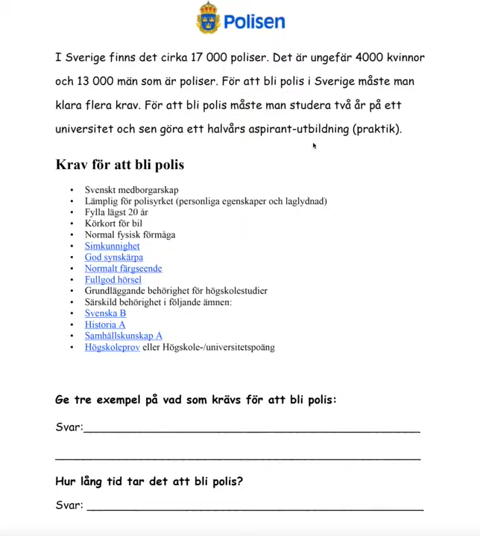 Polisen
I Sverige finns det cirka 17 000 poliser. Det är ungefär 4000 kvinnor
och 13 000 män som är poliser. För att bli polis i Sverige måste man
klara flera krav. För att bli polis måste man studera två år på ett
universitet och sen göra ett halvårs aspirant-utbildning (praktik).
Krav för att bli polis
• Svenskt medborgarskap
• Lämplig för polisyrket (personliga egenskaper och laglydnad)
• Fylla lägst 20 år
• Körkort för bil
• Normal fysisk förmåga
• Simkunnighet
• God synskärpa
• Normalt färgseende
• Fullgod hörsel
• Grundläggande behörighet för högskolestudier
• Särskild behörighet i följande ämnen:
• Svenska B
• Historia A
• Samhällskunskap A
• Högskoleprov eller Högskole-/universitetspoäng
Ge tre exempel på vad som krävs för att bli polis:
Svar:
Hur lång tid tar det att bli polis?
Svar: